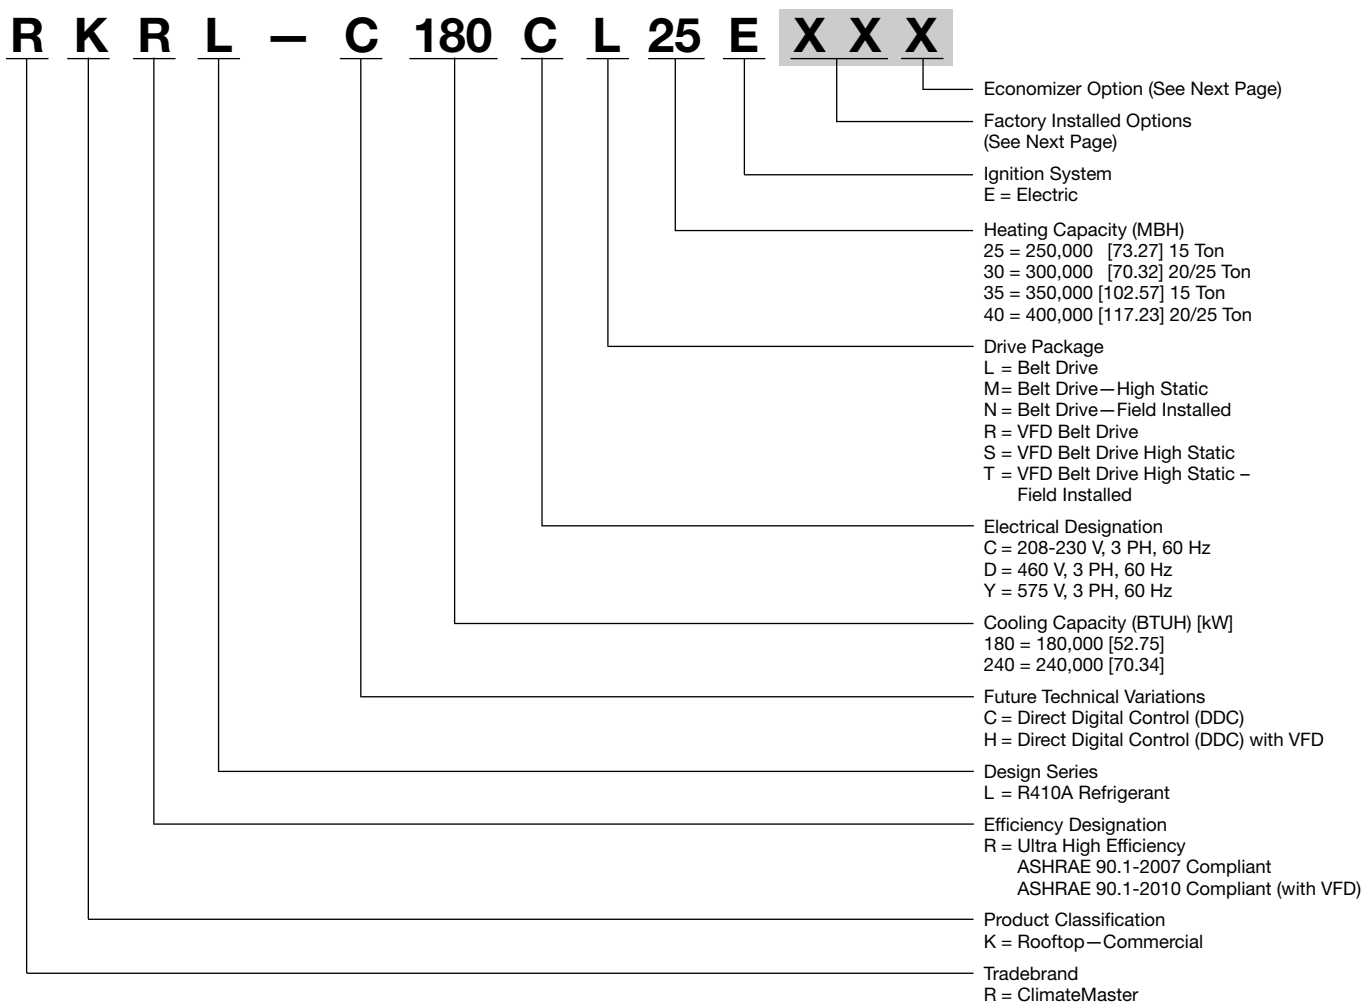 R K R L — C 180 C L 25 E X X X
Economizer Option (See Next Page)
Factory Installed Options
(See Next Page)
Ignition System
E = Electric
Heating Capacity (MBH)
25 = 250,000 [73.27] 15 Ton
30 = 300,000 [70.32] 20/25 Ton
35 = 350,000 [102.57] 15 Ton
40 = 400,000 [117.23] 20/25 Ton
Drive Package
L = Belt Drive
M= Belt Drive—High Static
N = Belt Drive—Field Installed
R = VFD Belt Drive
S = VFD Belt Drive High Static
T = VFD Belt Drive High Static –
Field Installed
Electrical Designation
C = 208-230 V, 3 PH, 60 Hz
D = 460 V, 3 PH, 60 Hz
Y = 575 V, 3 PH, 60 Hz
Cooling Capacity (BTUH) [kW]
180 = 180,000 [52.75]
240 = 240,000 [70.34]
Future Technical Variations
C = Direct Digital Control (DDC)
H = Direct Digital Control (DDC) with VFD
Design Series
L = R410A Refrigerant
Efficiency Designation
R = Ultra High Efficiency
ASHRAE 90.1-2007 Compliant
ASHRAE 90.1-2010 Compliant (with VFD)
Product Classification
K = Rooftop—Commercial
Tradebrand
R = ClimateMaster